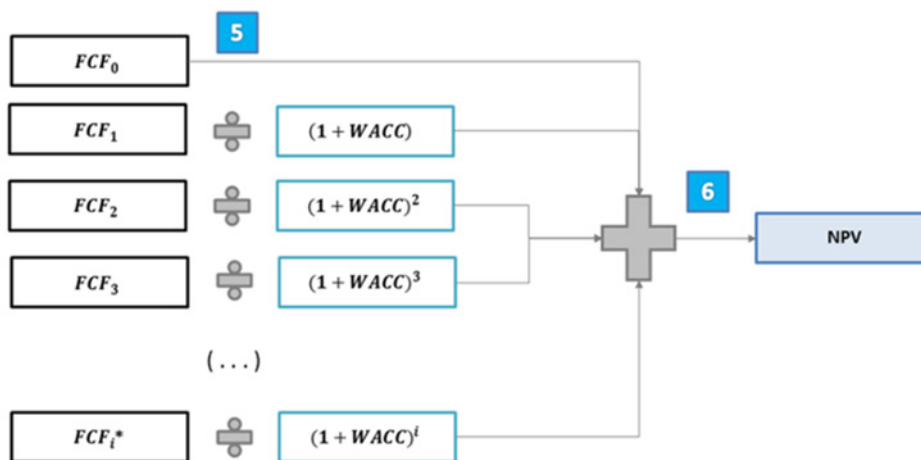 5
FCF₀
FCF₁ (1 + WACC)
6
FCF₂ (1 + WACC)²
NPV
FCF₃ (1 + WACC)³
(...)
FCFᵢ* (1 + WACC)ⁱ